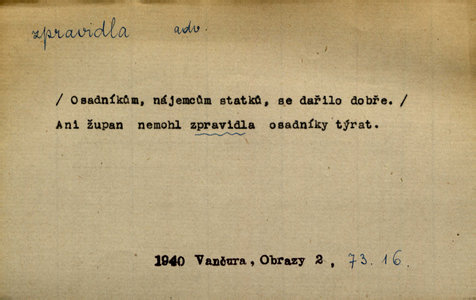 zpravidla adv.
/ Osadníkům, nájemcům statků, se dařilo dobře. /
Ani župan nemohl zpravidla osadníky týrat.
1940 Vančura, Obrazy 2, 73.16.